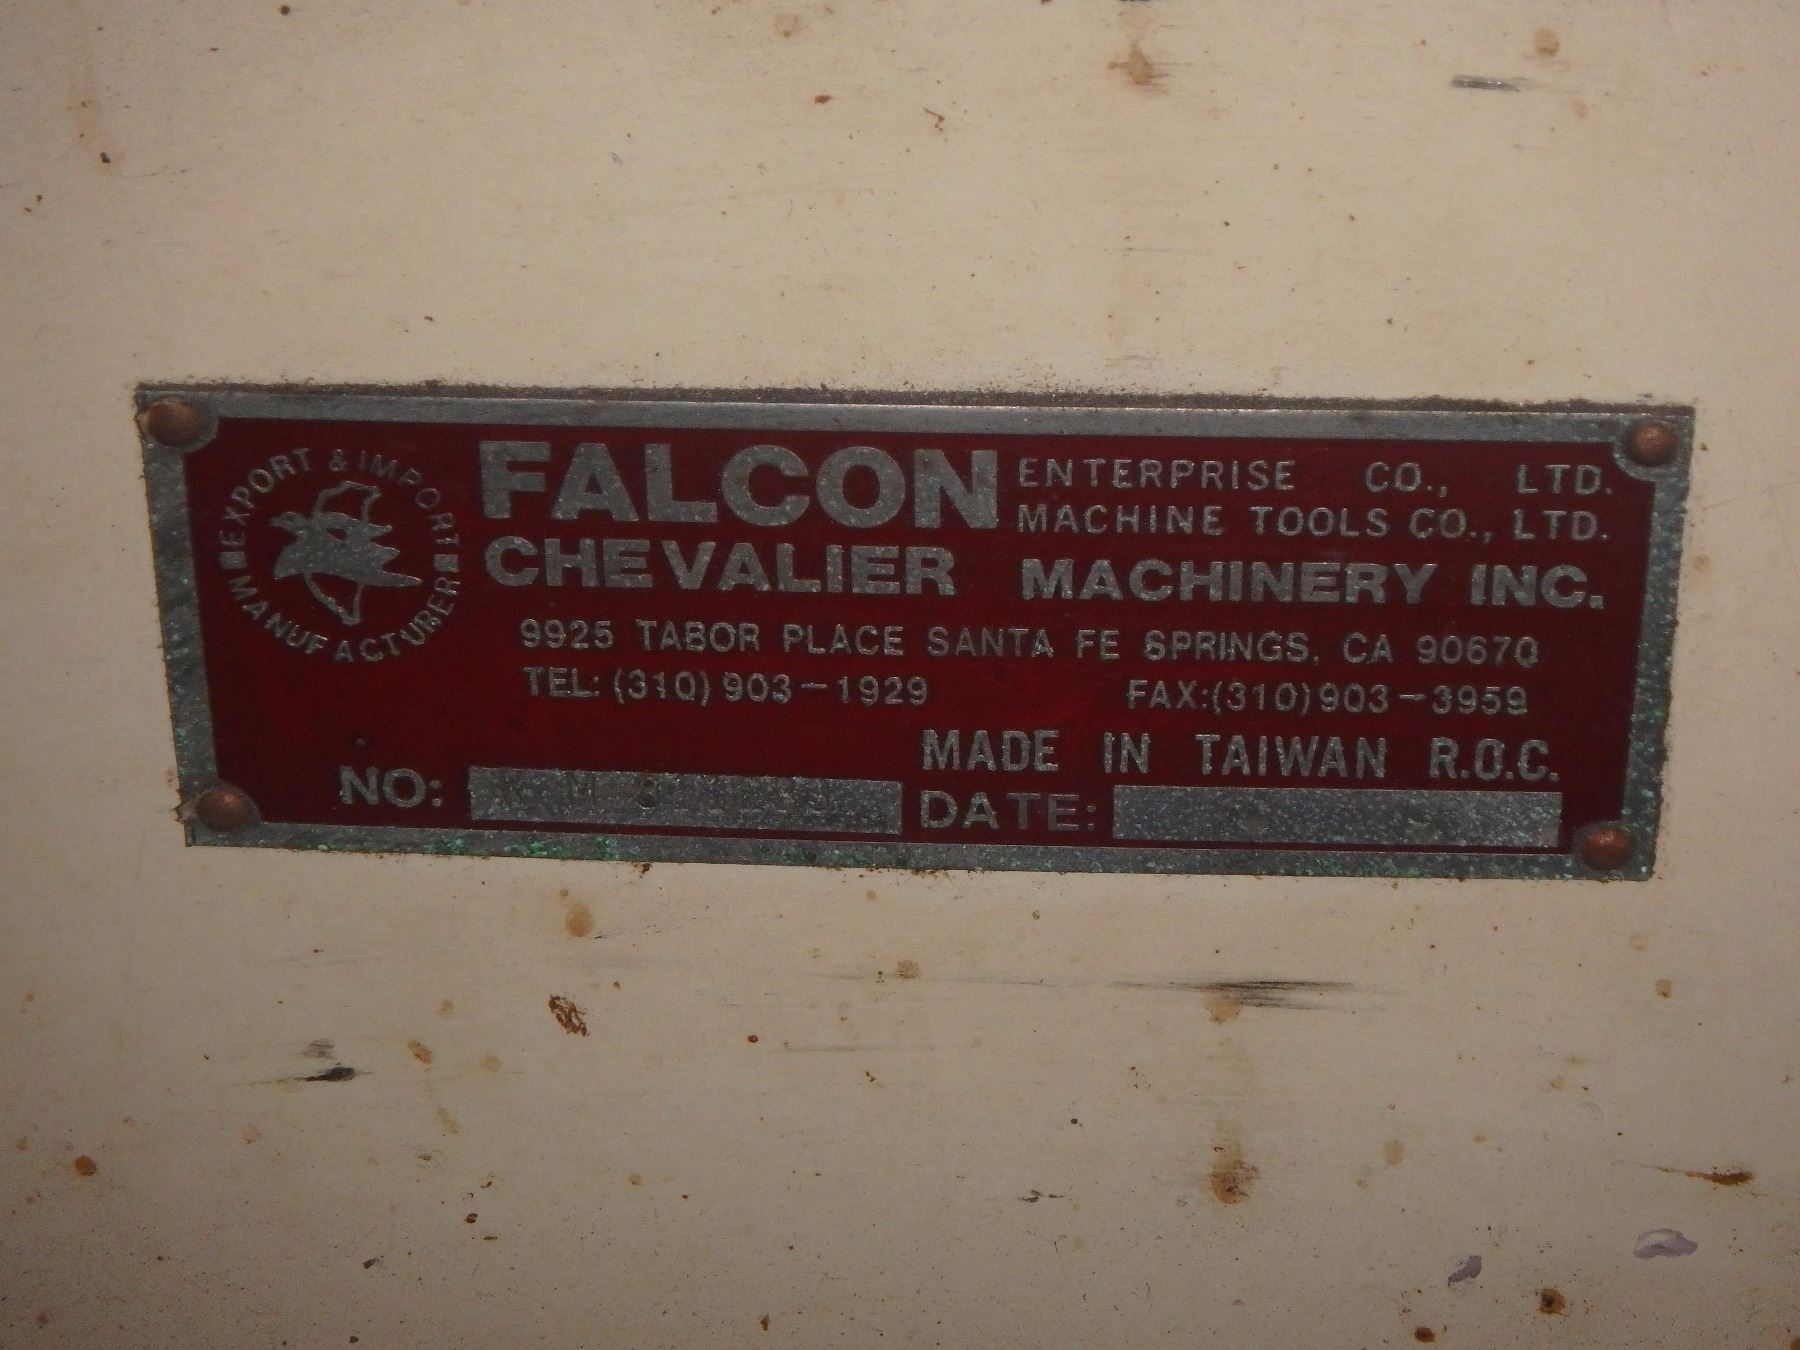 EXPORT & IMPORT
MANUFACTURER
FALCON ENTERPRISE CO., LTD.
MACHINE TOOLS CO., LTD.
CHEVALIER MACHINERY INC.
9925 TABOR PLACE SANTA FE SPRINGS, CA 90670
TEL: (310) 903-1929 FAX:(310)903-3959
MADE IN TAIWAN R.O.C.
NO:
DATE: